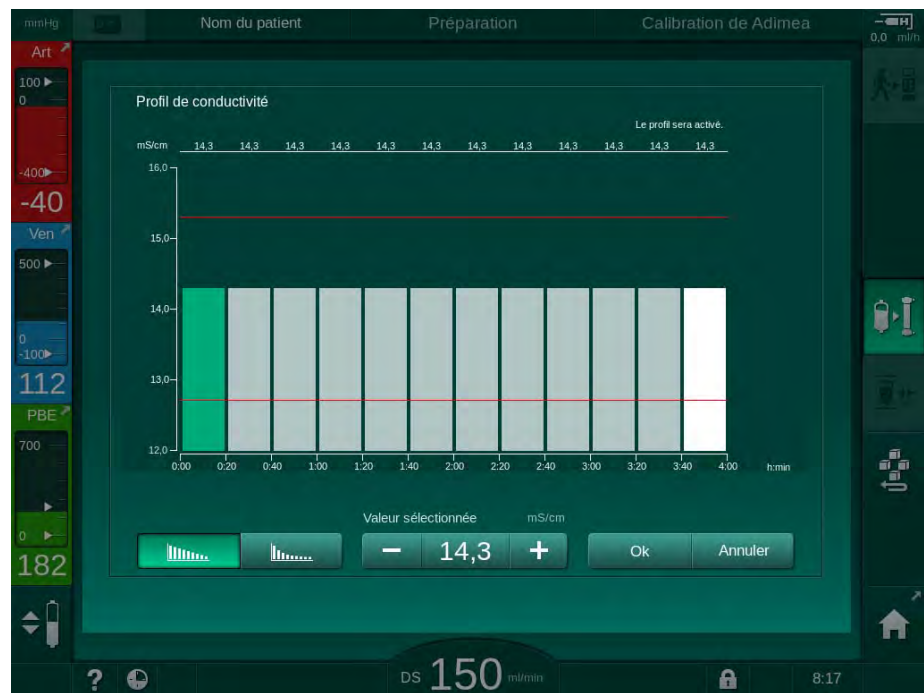 mmHg
Nom du patient
Préparation
Calibration de Adimea
0,0 ml/h
Art
100
0
-400
-40
Ven
500
0
-100
112
PBE
700
0
182
Profil de conductivité
Le profil sera activé.
mS/cm 14,3 14,3 14,3 14,3 14,3 14,3 14,3 14,3 14,3 14,3 14,3 14,3
16,0
15,0
14,0
13,0
12,0
0:00 0:20 0:40 1:00 1:20 1:40 2:00 2:20 2:40 3:00 3:20 3:40 4:00 h:min
Valeur sélectionnée mS/cm
− 14,3 +
Ok
Annuler
? DS 150 ml/min 8:17